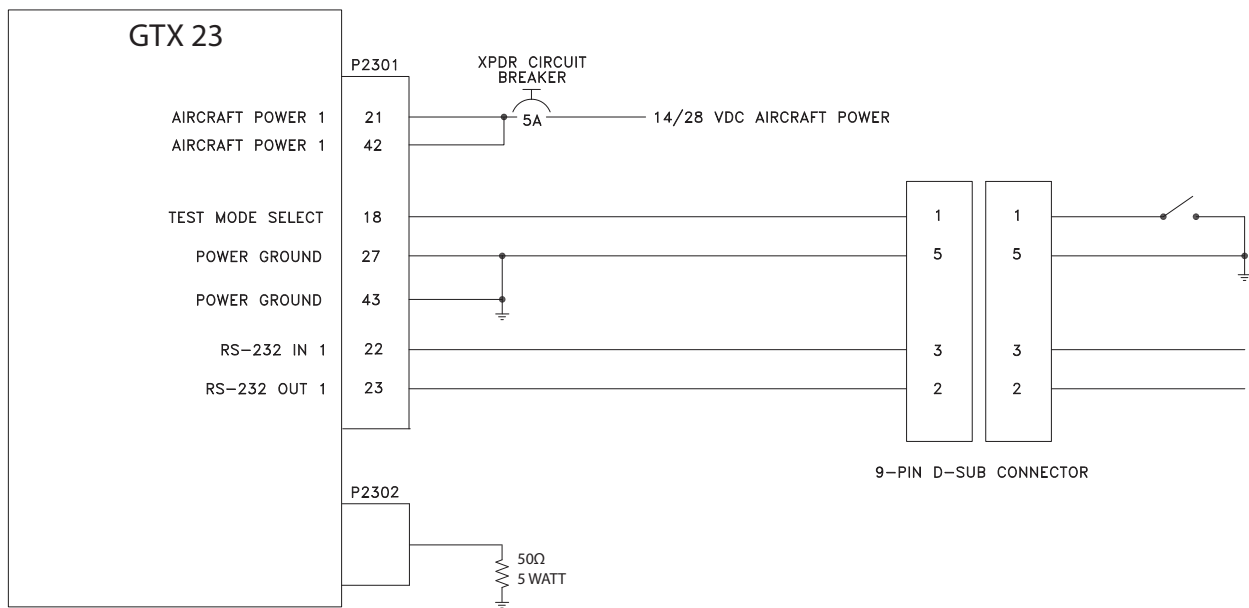 GTX 23
P2301
XPDR CIRCUIT
BREAKER
AIRCRAFT POWER 1
21
5A
14/28 VDC AIRCRAFT POWER
AIRCRAFT POWER 1
42
TEST MODE SELECT
18
1
1
POWER GROUND
27
5
5
POWER GROUND
43
RS-232 IN 1
22
3
3
RS-232 OUT 1
23
2
2
9-PIN D-SUB CONNECTOR
P2302
50Ω
5 WATT